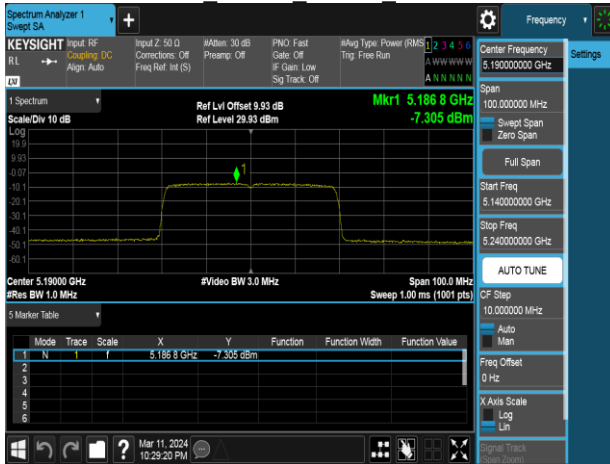 Spectrum Analyzer 1
Swept SA
Frequency
KEYSIGHT
RL
LXI
Input: RF
Coupling: DC
Align: Auto
Input Z: 50 Ω
Corrections: Off
Freq Ref: Int (S)
#Atten: 30 dB
Preamp: Off
PNO: Fast
Gate: Off
IF Gain: Low
Sig Track: Off
#Avg Type: Power (RMS
Trig: Free Run
1 2 3 4 5 6
A W W W W W
A N N N N N
1 Spectrum
Scale/Div 10 dB
Ref Lvl Offset 9.93 dB
Ref Level 29.93 dBm
Mkr1 5.186 8 GHz
-7.305 dBm
Log
19.9
9.93
-0.07
-10.1
-20.1
-30.1
-40.1
-50.1
-60.1
1
Center 5.19000 GHz
#Res BW 1.0 MHz
#Video BW 3.0 MHz
Span 100.0 MHz
Sweep 1.00 ms (1001 pts)
5 Marker Table
Mode Trace Scale X Y Function Function Width Function Value
1 N 1 f 5.186 8 GHz -7.305 dBm
2
3
4
5
6
Mar 11, 2024
10:29:20 PM
Center Frequency
5.190000000 GHz
Settings
Span
100.000000 MHz
Swept Span
Zero Span
Full Span
Start Freq
5.140000000 GHz
Stop Freq
5.240000000 GHz
AUTO TUNE
CF Step
10.000000 MHz
Auto
Man
Freq Offset
0 Hz
X Axis Scale
Log
Lin
Signal Track
(Span Zoom)